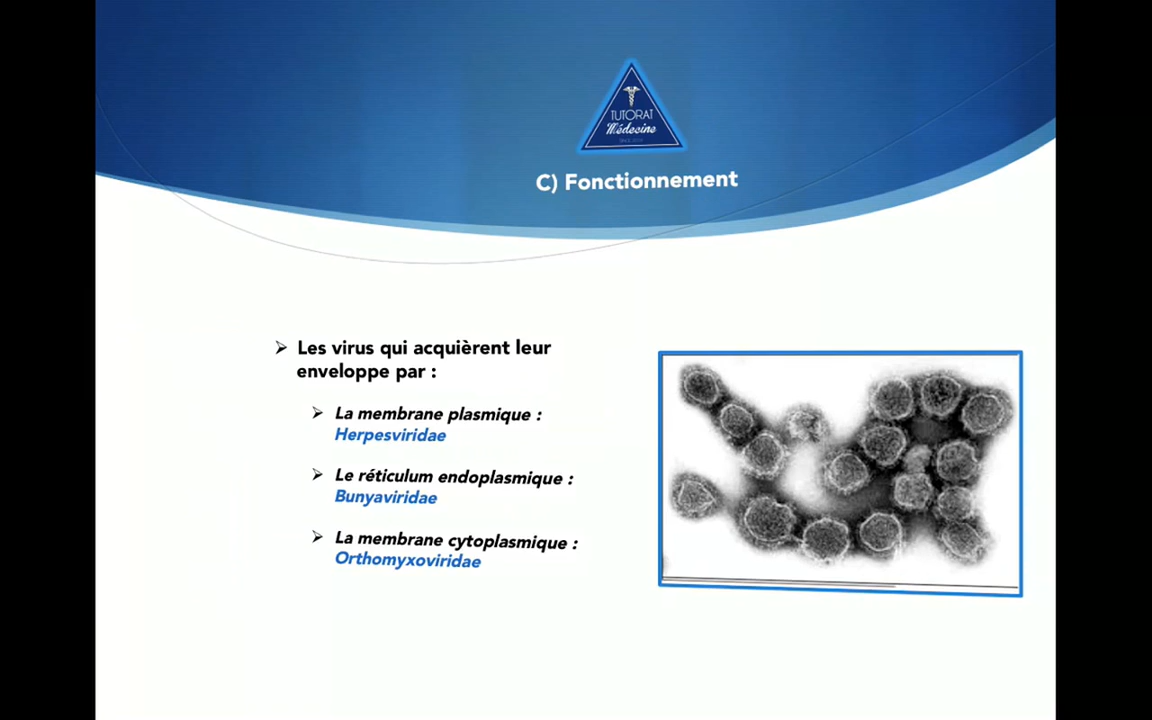 TUTORAT
Médecine
C) Fonctionnement
Les virus qui acquièrent leur
enveloppe par :
La membrane plasmique :
Herpesviridae
Le réticulum endoplasmique :
Bunyaviridae
La membrane cytoplasmique :
Orthomyxoviridae